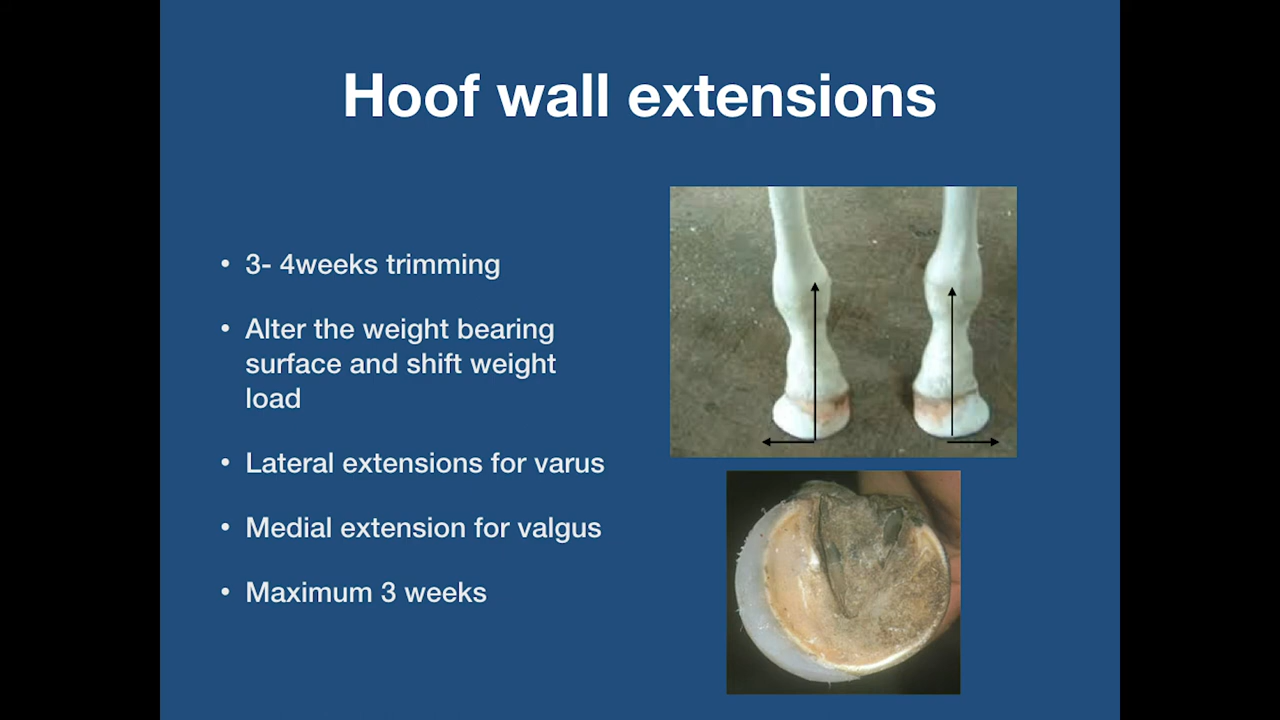 Hoof wall extensions
• 3- 4weeks trimming
• Alter the weight bearing
surface and shift weight
load
• Lateral extensions for varus
• Medial extension for valgus
• Maximum 3 weeks